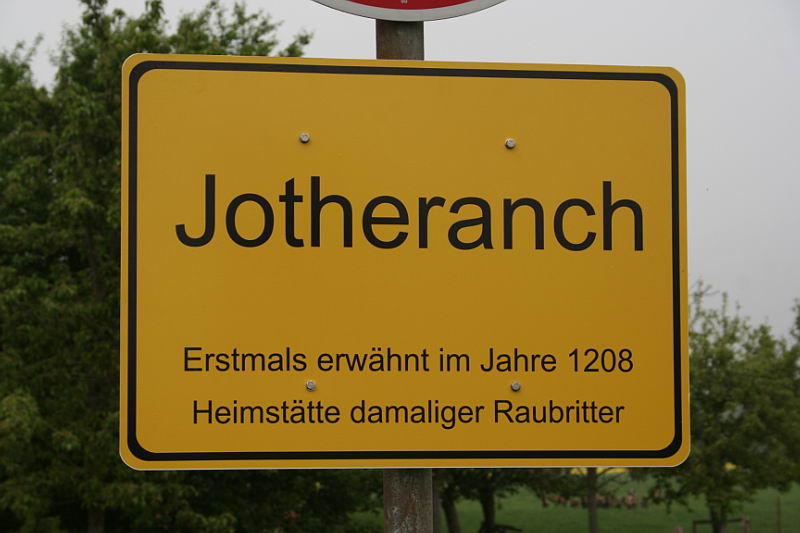 Jotheranch
Erstmals erwähnt im Jahre 1208
Heimstätte damaliger Raubritter